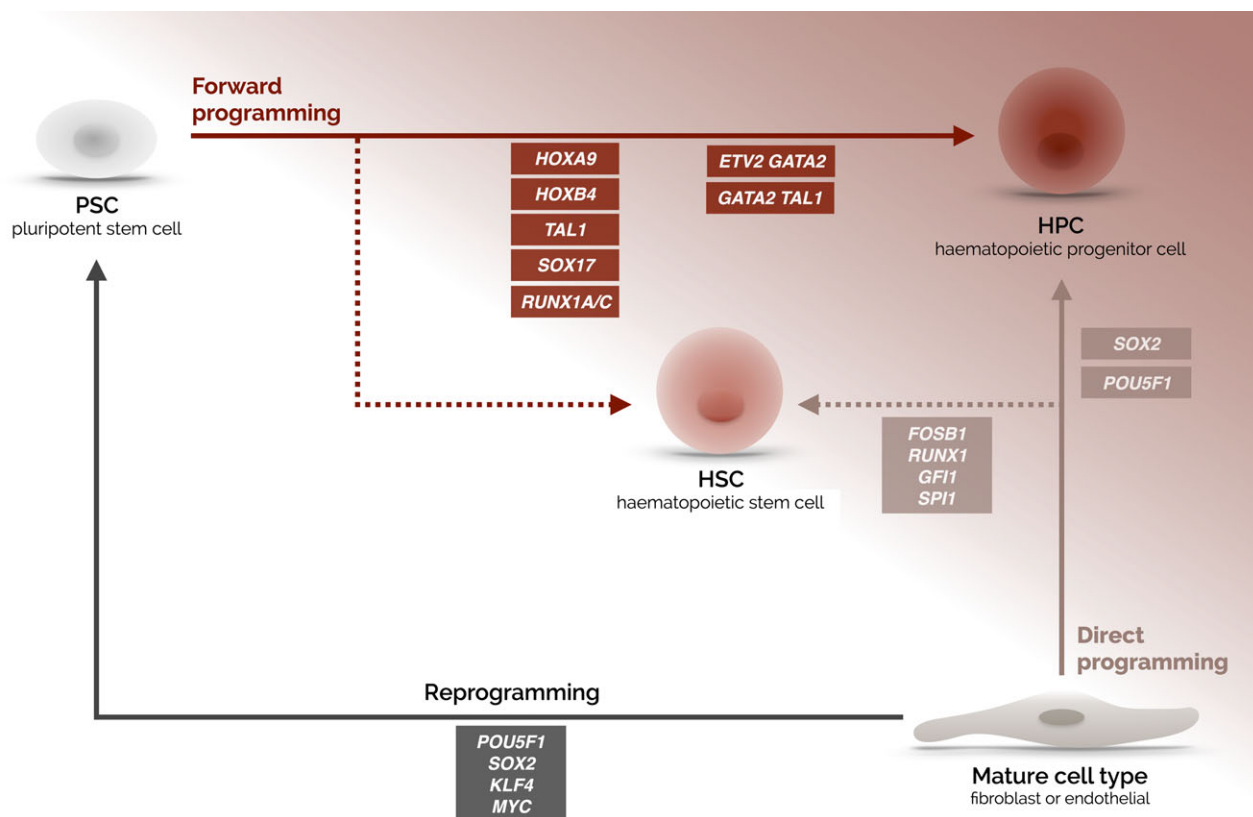 Forward
programming
PSC
pluripotent stem cell
HOXA9
HOXB4
TAL1
SOX17
RUNX1A/C
ETV2 GATA2
GATA2 TAL1
HPC
haematopoietic progenitor cell
SOX2
POU5F1
HSC
haematopoietic stem cell
FOSB1
RUNX1
GFI1
SPI1
Direct
programming
Reprogramming
POU5F1
SOX2
KLF4
MYC
Mature cell type
fibroblast or endothelial